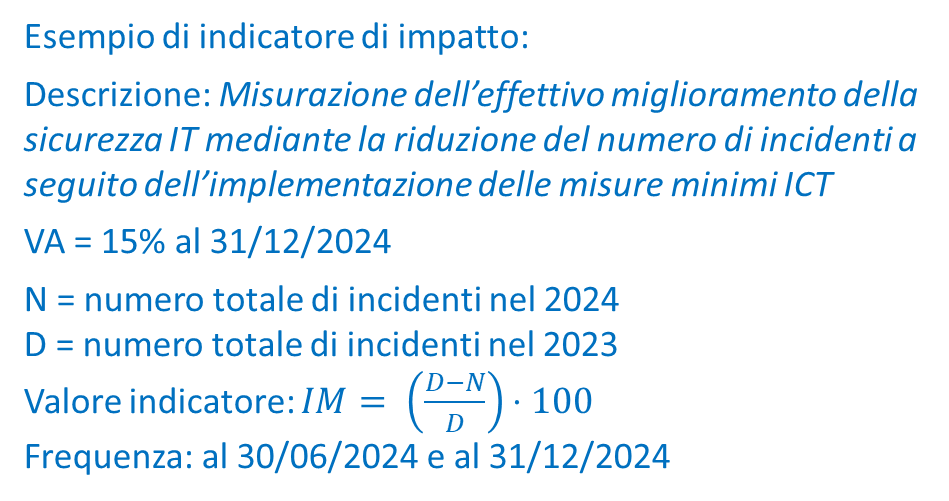 Esempio di indicatore di impatto:
Descrizione: Misurazione dell’effettivo miglioramento della
sicurezza IT mediante la riduzione del numero di incidenti a
seguito dell’implementazione delle misure minimi ICT
VA = 15% al 31/12/2024
N = numero totale di incidenti nel 2024
D = numero totale di incidenti nel 2023
Valore indicatore: IM = ((D−N)/D) · 100
Frequenza: al 30/06/2024 e al 31/12/2024